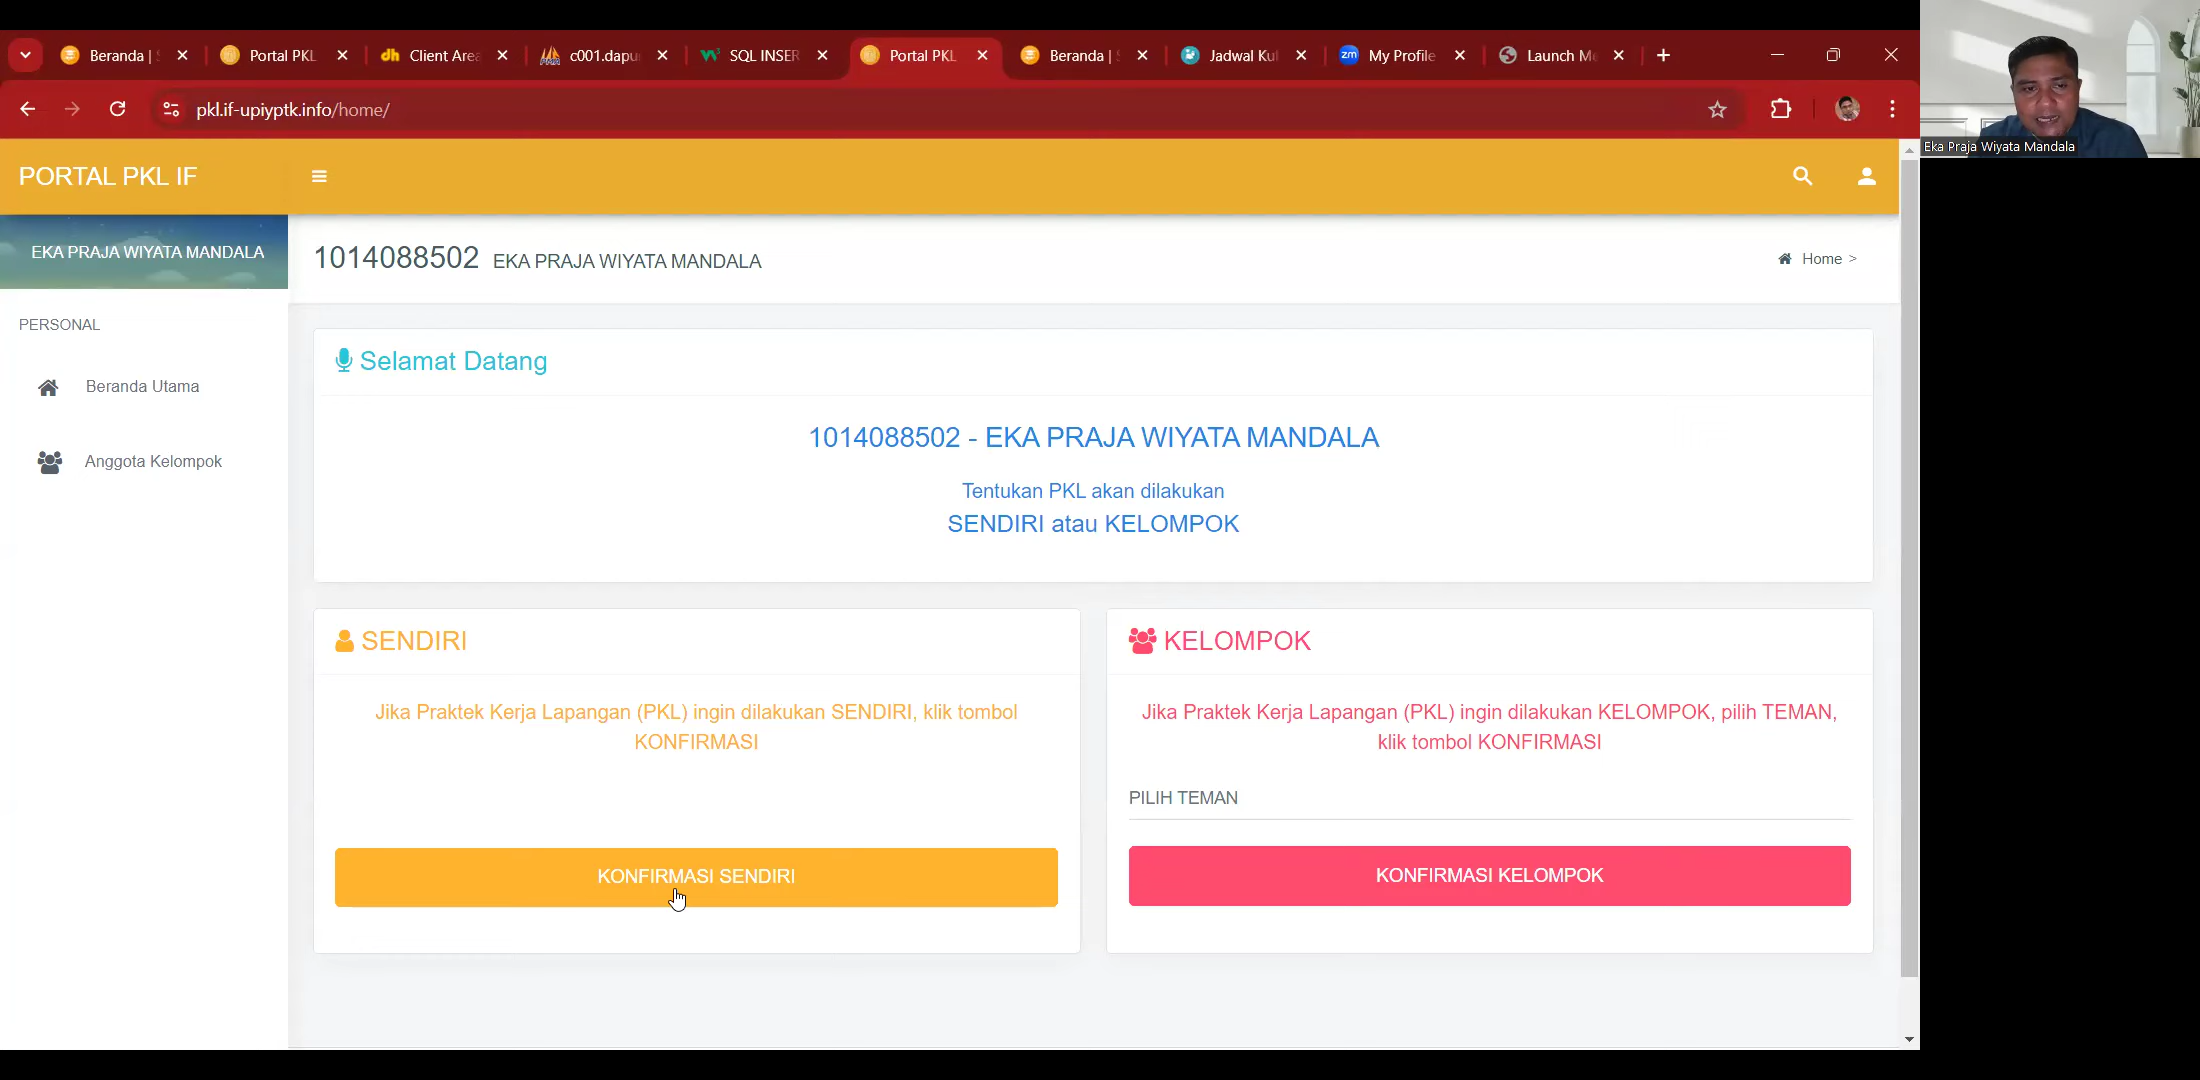 Beranda |
Portal PKL
Client Area
c001.dapu
SQL INSER
Portal PKL
Beranda |
Jadwal Kul
zm
My Profile
Launch Me
pkl.if-upiyptk.info/home/
Eka Praja Wiyata Mandala
PORTAL PKL IF
EKA PRAJA WIYATA MANDALA
1014088502 EKA PRAJA WIYATA MANDALA
Home >
PERSONAL
Beranda Utama
Anggota Kelompok
Selamat Datang
1014088502 - EKA PRAJA WIYATA MANDALA
Tentukan PKL akan dilakukan
SENDIRI atau KELOMPOK
SENDIRI
Jika Praktek Kerja Lapangan (PKL) ingin dilakukan SENDIRI, klik tombol
KONFIRMASI
KONFIRMASI SENDIRI
KELOMPOK
Jika Praktek Kerja Lapangan (PKL) ingin dilakukan KELOMPOK, pilih TEMAN,
klik tombol KONFIRMASI
PILIH TEMAN
KONFIRMASI KELOMPOK